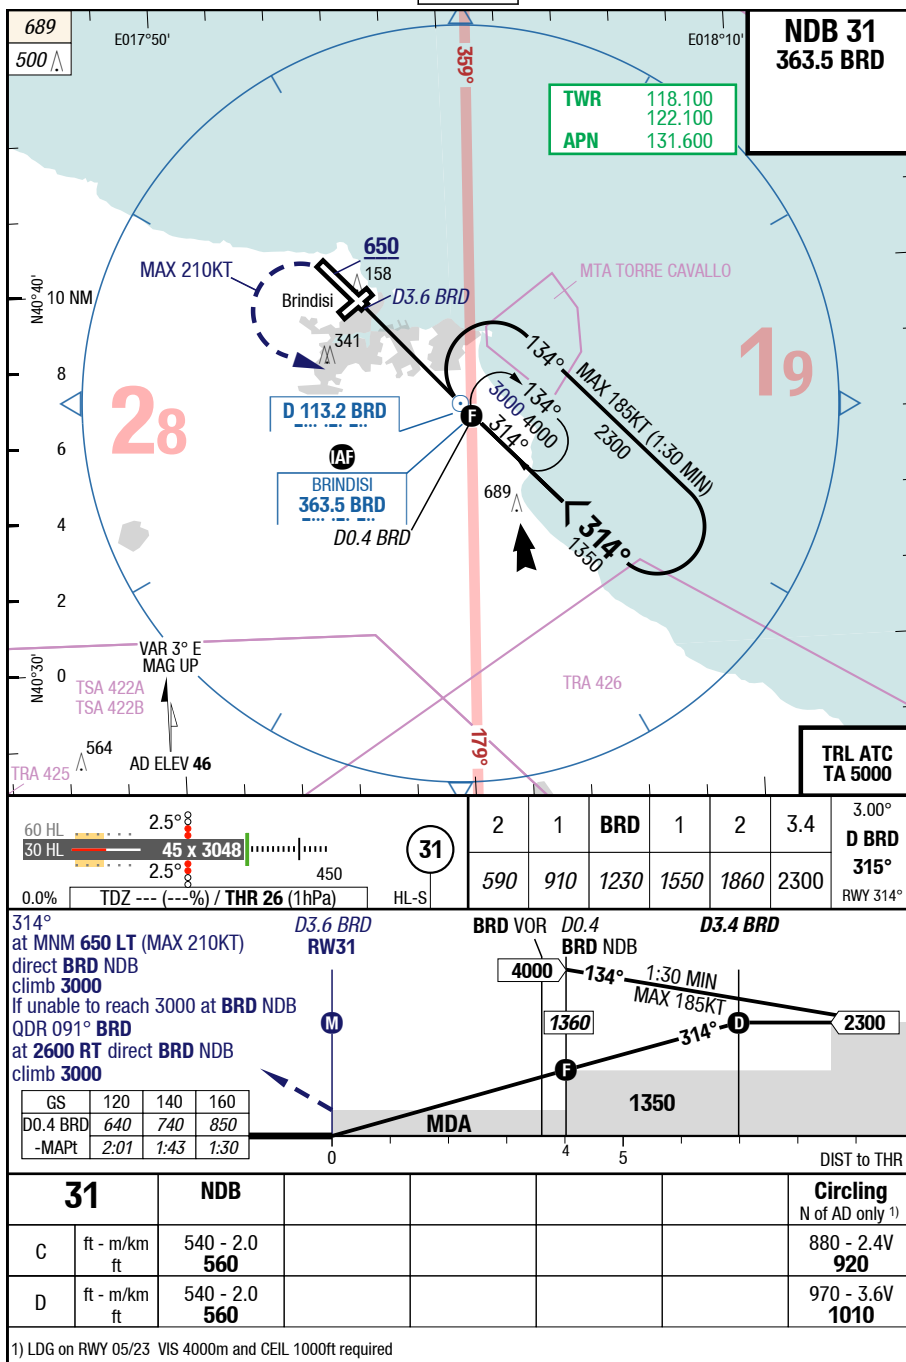 689
500
E017°50'
E018°10'
NDB 31
363.5 BRD
359°
TWR 118.100
122.100
APN 131.600
650
158
MAX 210KT
Brindisi
D3.6 BRD
MTA TORRE CAVALLO
N40°40'
10 NM
341
134°
19
8
MAX 185KT (1:30 MIN)
2300
134°
3000 4000
314°
D 113.2 BRD
28
F
6
IAF
BRINDISI
363.5 BRD
689
4
D0.4 BRD
314°
1350
2
VAR 3° E
MAG UP
N40°30'
0
TSA 422A
TSA 422B
TRA 426
564
179°
TRA 425
AD ELEV 46
TRL ATC
TA 5000
60 HL
30 HL
2.5°
45 x 3048
2.5°
450
0.0%
TDZ --- (---%) / THR 26 (1hPa)
31
HL-S
2 1 BRD 1 2 3.4
590 910 1230 1550 1860 2300
3.00°
D BRD
315°
RWY 314°
314°
at MNM 650 LT (MAX 210KT)
direct BRD NDB
climb 3000
If unable to reach 3000 at BRD NDB
QDR 091° BRD
at 2600 RT direct BRD NDB
climb 3000
D3.6 BRD
RW31
BRD VOR D0.4
BRD NDB
D3.4 BRD
4000
134°
1:30 MIN
MAX 185KT
M
1360
314°
D
2300
F
1350
MDA
GS 120 140 160
D0.4 BRD 640 740 850
-MAPt 2:01 1:43 1:30
0 4 5
DIST to THR
31 NDB Circling
N of AD only 1)
C ft - m/km 540 - 2.0 880 - 2.4V
ft 560 920
D ft - m/km 540 - 2.0 970 - 3.6V
ft 560 1010
1) LDG on RWY 05/23 VIS 4000m and CEIL 1000ft required